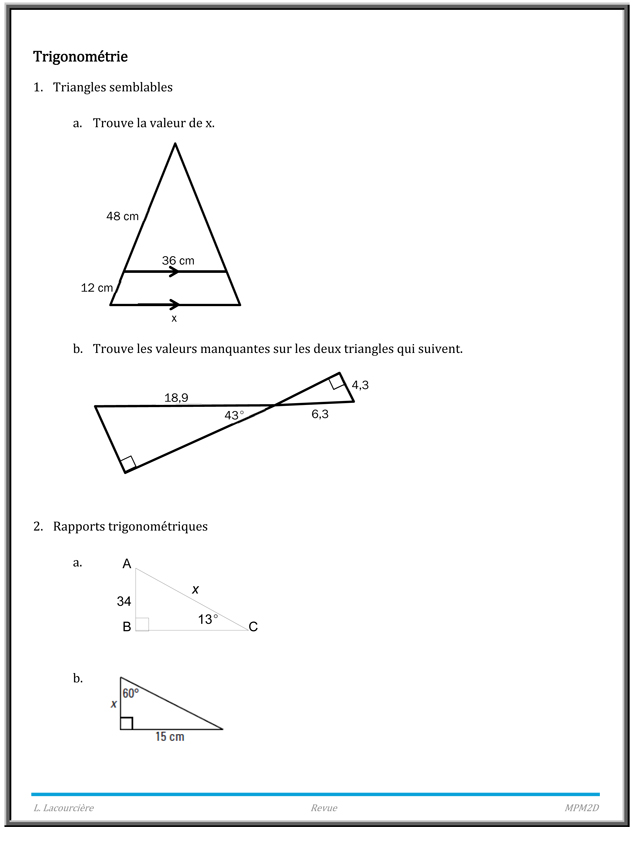 Trigonométrie
1. Triangles semblables
a. Trouve la valeur de x.
48 cm
36 cm
12 cm
x
b. Trouve les valeurs manquantes sur les deux triangles qui suivent.
4,3
18,9
43°
6,3
2. Rapports trigonométriques
a.
A
x
34
13°
B
C
b.
60°
x
15 cm
L. Lacourcière Revue MPM2D